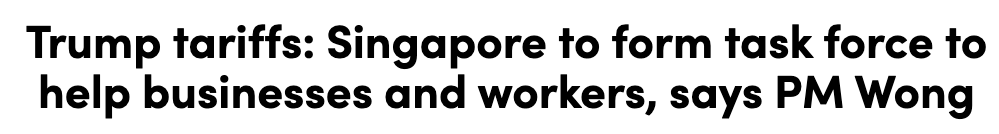 Trump tariffs: Singapore to form task force to
help businesses and workers, says PM Wong